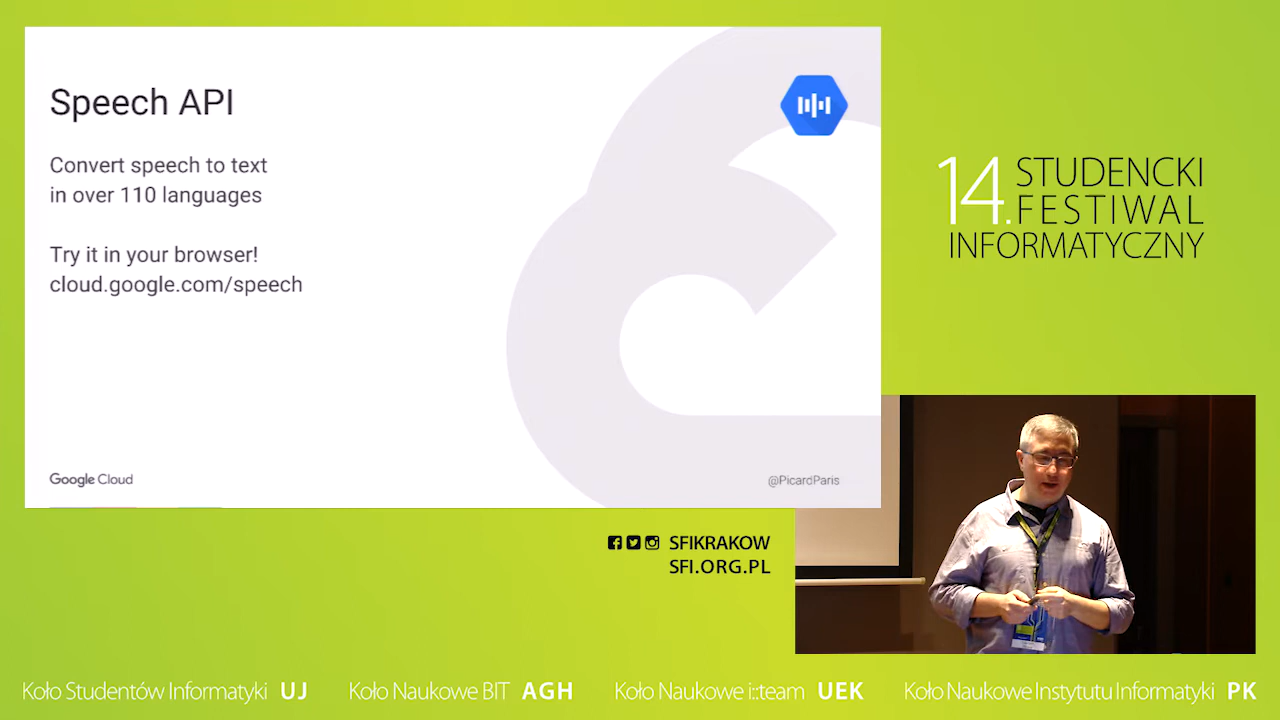 Speech API
Convert speech to text
in over 110 languages
Try it in your browser!
cloud.google.com/speech
Google Cloud
@PicardParis
14. STUDENCKI
FESTIWAL
INFORMATYCZNY
SFIKRAKOW
SFI.ORG.PL
Koło Studentów Informatyki UJ
Koło Naukowe BIT AGH
Koło Naukowe i::team UEK
Koło Naukowe Instytutu Informatyki PK